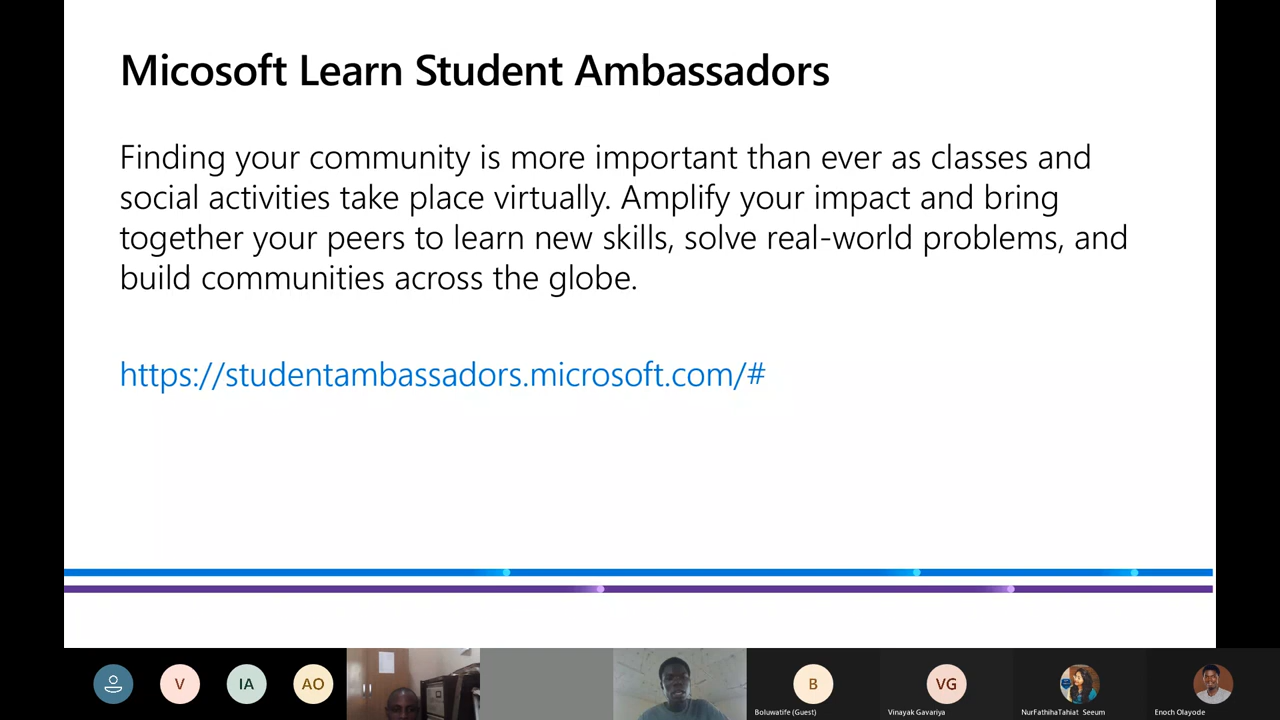 Micosoft Learn Student Ambassadors
Finding your community is more important than ever as classes and
social activities take place virtually. Amplify your impact and bring
together your peers to learn new skills, solve real-world problems, and
build communities across the globe.
https://studentambassadors.microsoft.com/#
V
IA
AO
B
VG
Boluwatife (Guest)
Vinayak Gavariya
NurFathihaTahiat Seeum
Enoch Olayode